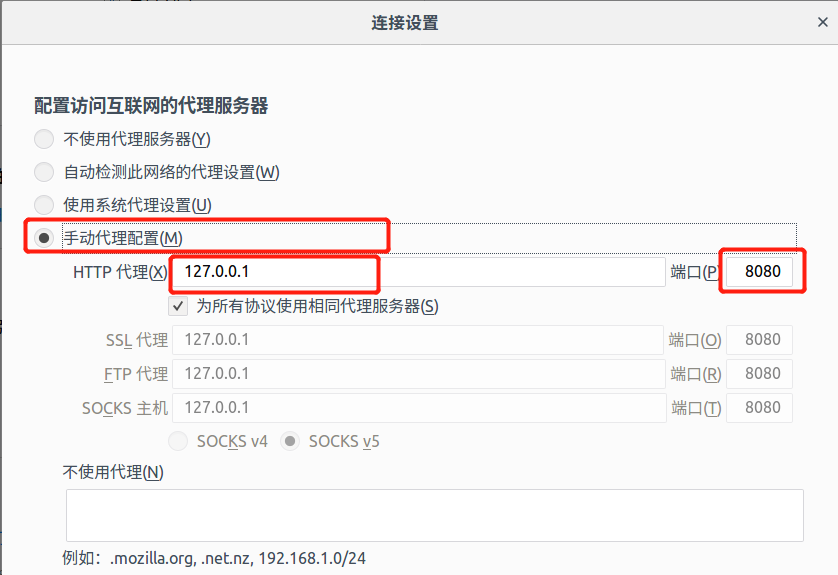 连接设置
配置访问互联网的代理服务器
不使用代理服务器(Y)
自动检测此网络的代理设置(W)
使用系统代理设置(U)
手动代理配置(M)
HTTP 代理(X) 127.0.0.1 端口(P) 8080
为所有协议使用相同代理服务器(S)
SSL 代理 127.0.0.1 端口(O) 8080
FTP 代理 127.0.0.1 端口(R) 8080
SOCKS 主机 127.0.0.1 端口(T) 8080
SOCKS v4 SOCKS v5
不使用代理(N)
例如：.mozilla.org, .net.nz, 192.168.1.0/24